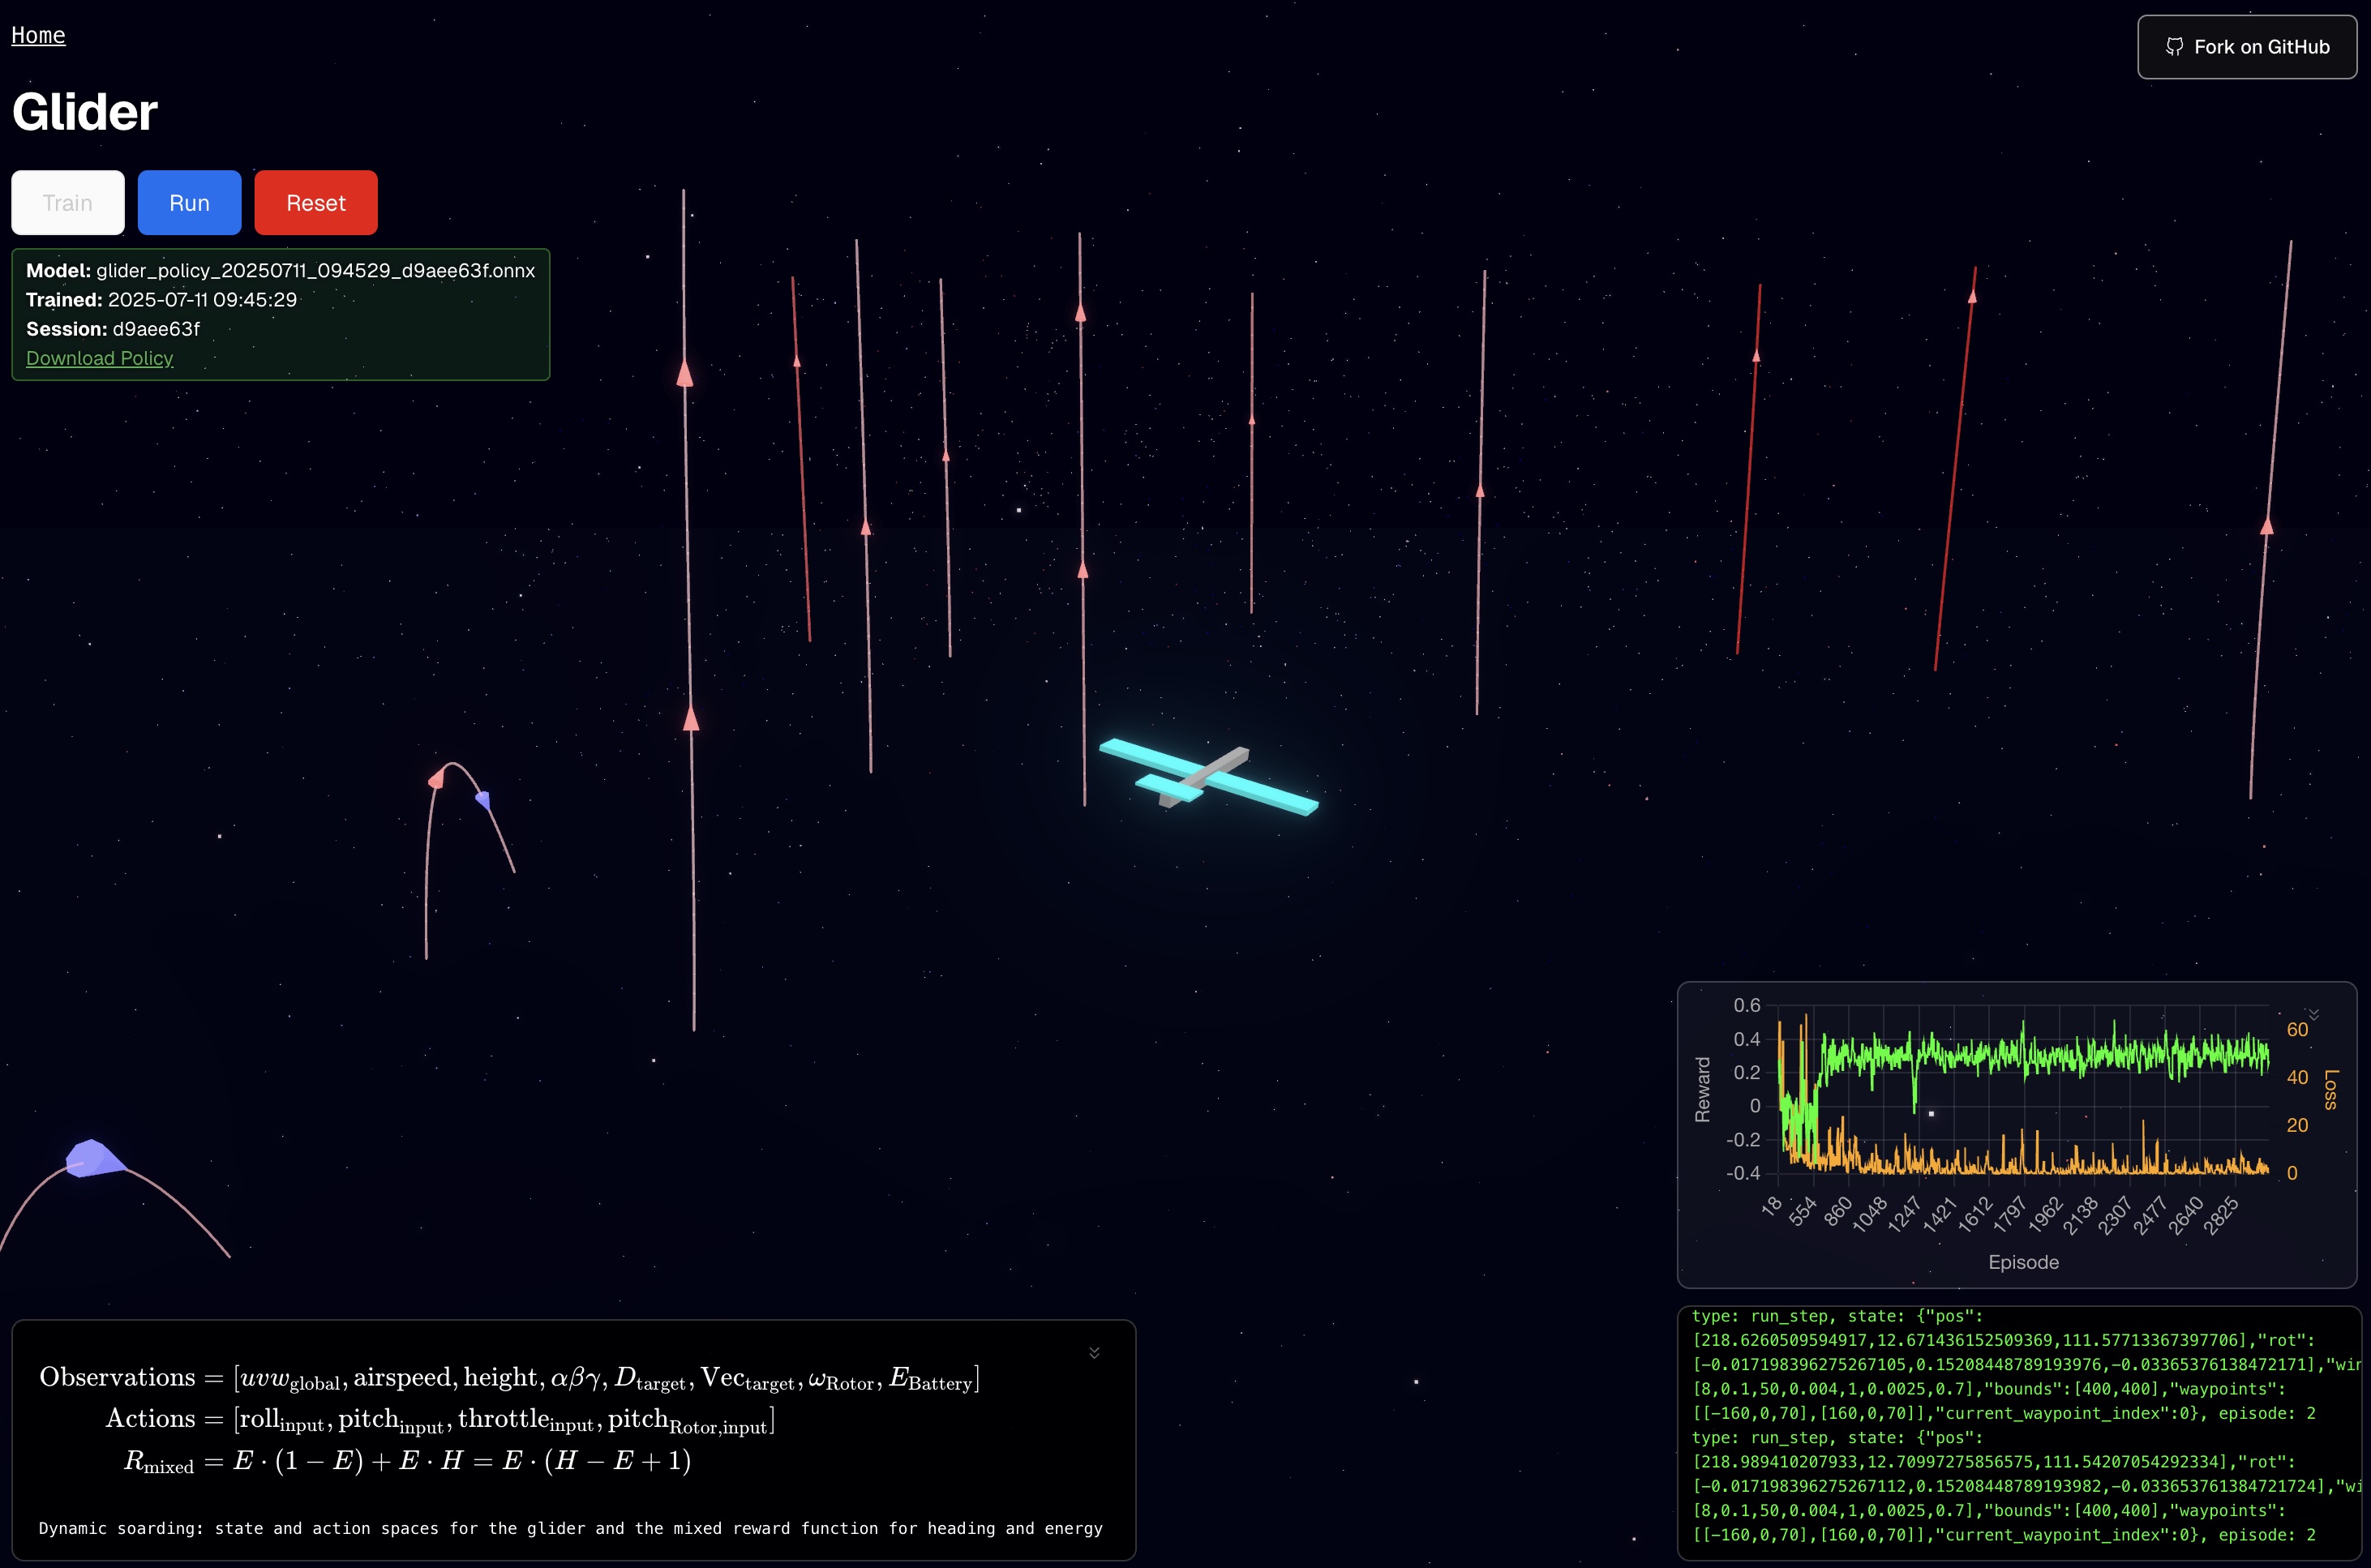 Home
Fork on GitHub
Glider
Train Run Reset
Model: glider_policy_20250711_094529_d9aee63f.onnx
Trained: 2025-07-11 09:45:29
Session: d9aee63f
Download Policy
0.6
0.4
0.2
0
-0.2
-0.4
Reward
60
40
20
0
Loss
18 554 860 1048 1247 1421 1612 1797 1962 2138 2307 2477 2640 2825
Episode
Observations = [uvw_global, airspeed, height, αβγ, D_target, Vec_target, ω_Rotor, E_Battery]
Actions = [roll_input, pitch_input, throttle_input, pitch_Rotor,input]
R_mixed = E · (1 − E) + E · H = E · (H − E + 1)
Dynamic soarding: state and action spaces for the glider and the mixed reward function for heading and energy
type: run_step, state: {"pos":
[218.6260509594917,12.671436152509369,111.57713367397706],"rot":
[-0.017198396275267105,0.15208448789193976,-0.03365376138472171],"win
[8,0.1,50,0.004,1,0.0025,0.7],"bounds":[400,400],"waypoints":
[[-160,0,70],[160,0,70]],"current_waypoint_index":0}, episode: 2
type: run_step, state: {"pos":
[218.989410207933,12.70997275856575,111.54207054292334],"rot":
[-0.017198396275267112,0.15208448789193982,-0.033653761384721724],"wi
[8,0.1,50,0.004,1,0.0025,0.7],"bounds":[400,400],"waypoints":
[[-160,0,70],[160,0,70]],"current_waypoint_index":0}, episode: 2